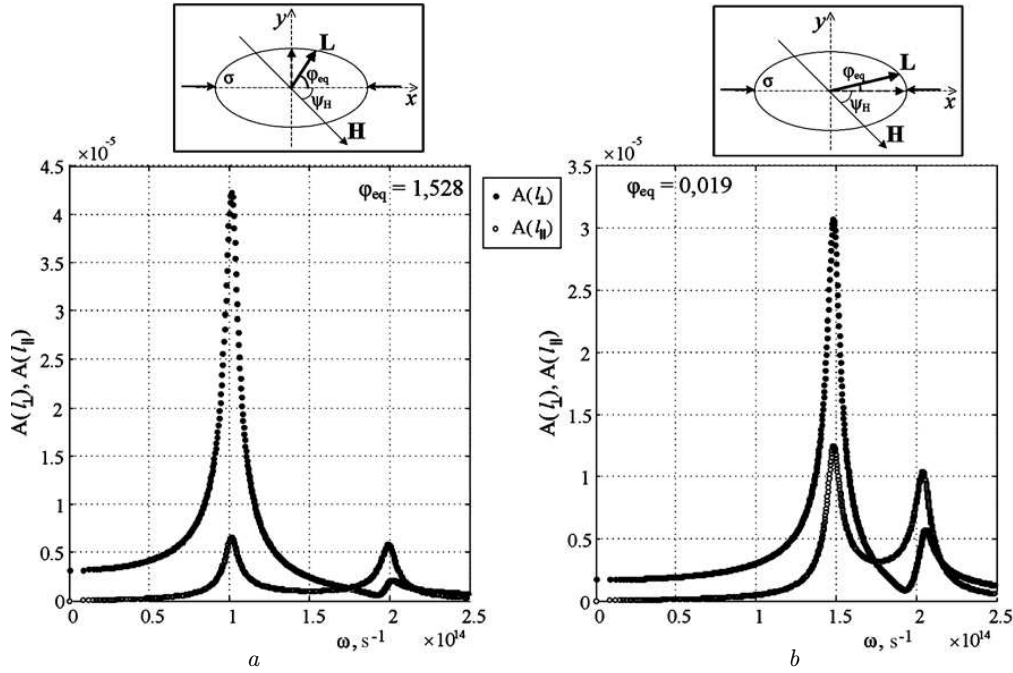 y
L
σ
φeq
ψH
x
H
y
L
σ
φeq
ψH
x
H
×10⁻⁵
4.5
4
3.5
3
2.5
2
1.5
1
0.5
0
A(l⊥), A(l∥)
φeq = 1,528
0 0.5 1 1.5 2 2.5
ω, s⁻¹ ×10¹⁴
a
A(l⊥)
A(l∥)
×10⁻⁵
3.5
3
2.5
2
1.5
1
0.5
0
A(l⊥), A(l∥)
φeq = 0,019
0 0.5 1 1.5 2 2.5
ω, s⁻¹ ×10¹⁴
b